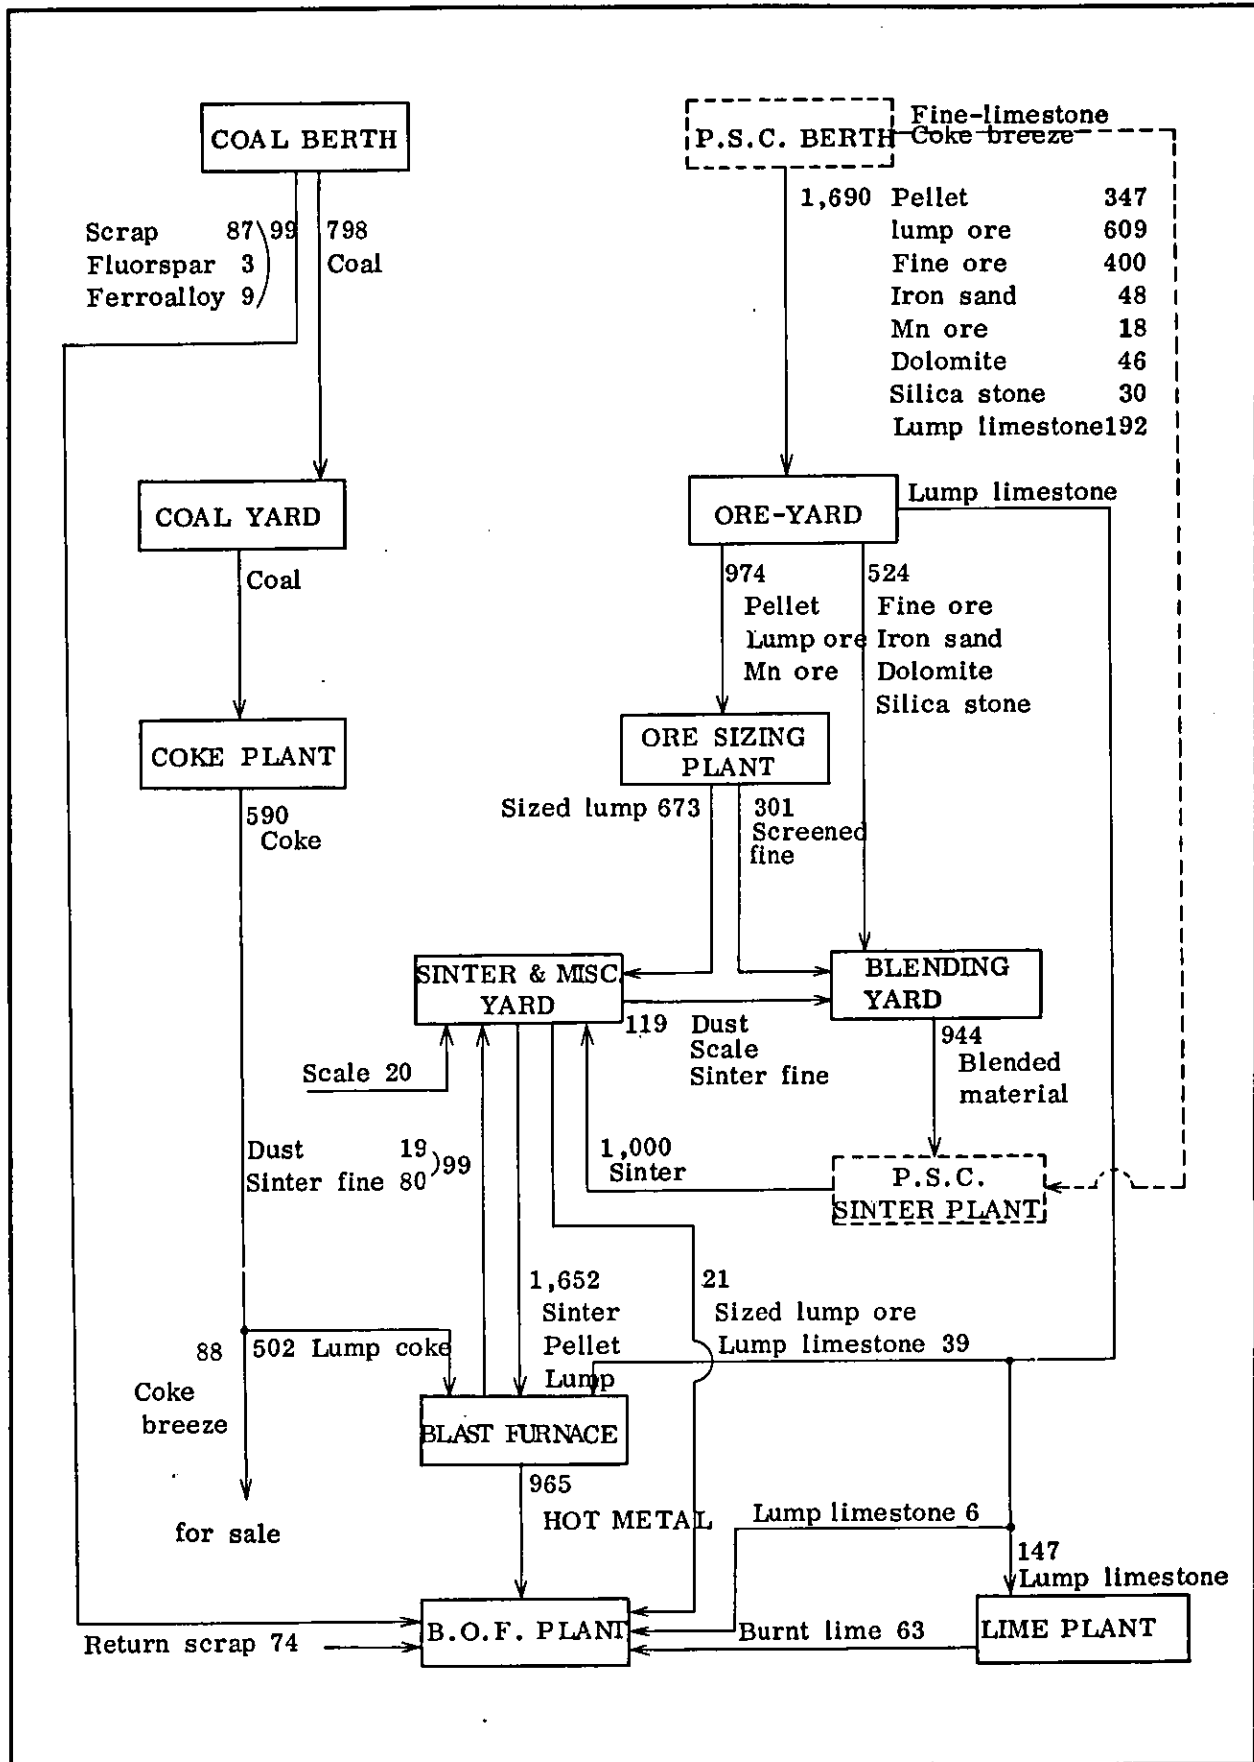 COAL BERTH
P.S.C. BERTH
Fine-limestone
Coke breeze
Scrap 87
Fluorspar 3
Ferroalloy 9
99
798
Coal
1,690
Pellet 347
lump ore 609
Fine ore 400
Iron sand 48
Mn ore 18
Dolomite 46
Silica stone 30
Lump limestone 192
COAL YARD
ORE-YARD
Lump limestone
Coal
974
Pellet
Lump ore
Mn ore
524
Fine ore
Iron sand
Dolomite
Silica stone
COKE PLANT
ORE SIZING
PLANT
590
Coke
Sized lump 673
301
Screened
fine
SINTER & MISC.
YARD
BLENDING
YARD
119 Dust
Scale
Sinter fine
944
Blended
material
Scale 20
Dust 19
Sinter fine 80
99
1,000
Sinter
P.S.C.
SINTER PLANT
1,652
Sinter
Pellet
Lump
21
Sized lump ore
Lump limestone 39
88
Coke
breeze
502 Lump coke
BLAST FURNACE
for sale
965
HOT METAL
Lump limestone 6
147
Lump limestone
Return scrap 74
B.O.F. PLANT
Burnt lime 63
LIME PLANT